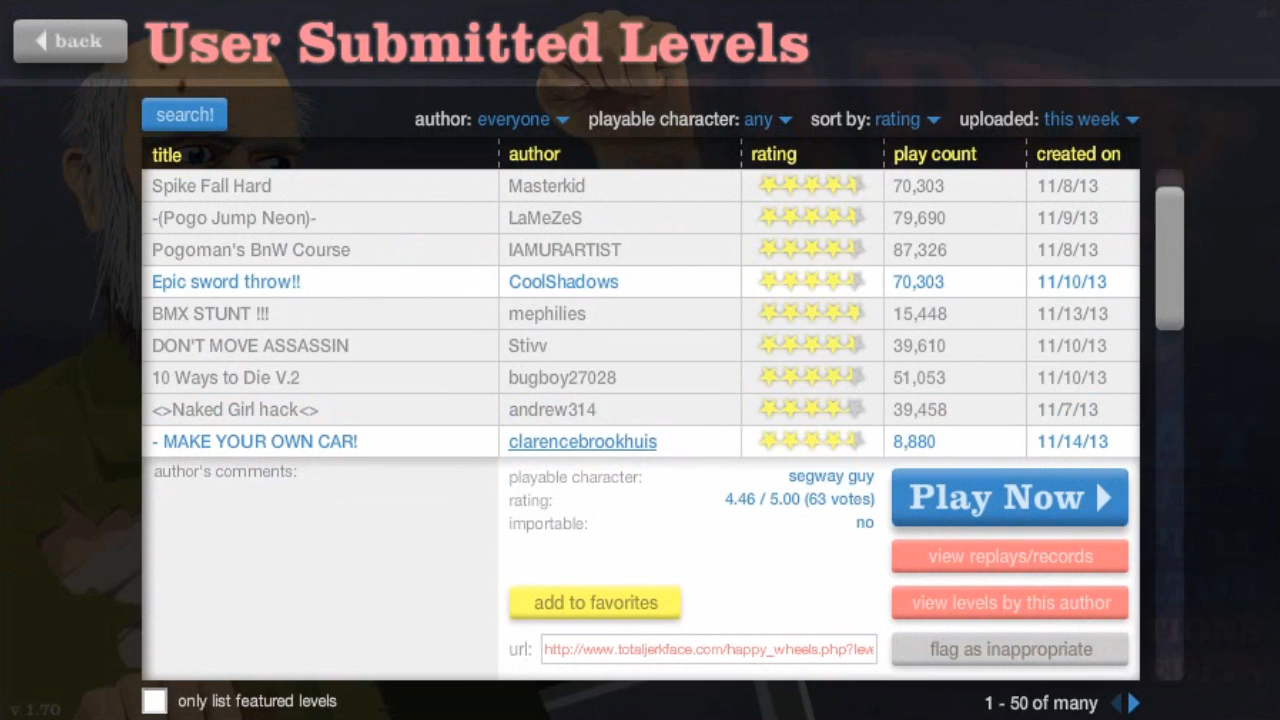 back
User Submitted Levels
search!
author: everyone playable character: any sort by: rating uploaded: this week
title author rating play count created on
Spike Fall Hard Masterkid 70,303 11/8/13
-(Pogo Jump Neon)- LaMeZeS 79,690 11/9/13
Pogoman's BnW Course IAMURARTIST 87,326 11/8/13
Epic sword throw!! CoolShadows 70,303 11/10/13
BMX STUNT !!! mephilies 15,448 11/13/13
DON'T MOVE ASSASSIN Stivv 39,610 11/10/13
10 Ways to Die V.2 bugboy27028 51,053 11/10/13
<>Naked Girl hack<> andrew314 39,458 11/7/13
- MAKE YOUR OWN CAR! clarencebrookhuis 8,880 11/14/13
author's comments:
playable character: segway guy
rating: 4.46 / 5.00 (63 votes)
importable: no
Play Now
view replays/records
add to favorites
view levels by this author
url: http://www.totaljerkface.com/happy_wheels.php?leve
flag as inappropriate
only list featured levels
1 - 50 of many
v 1.70